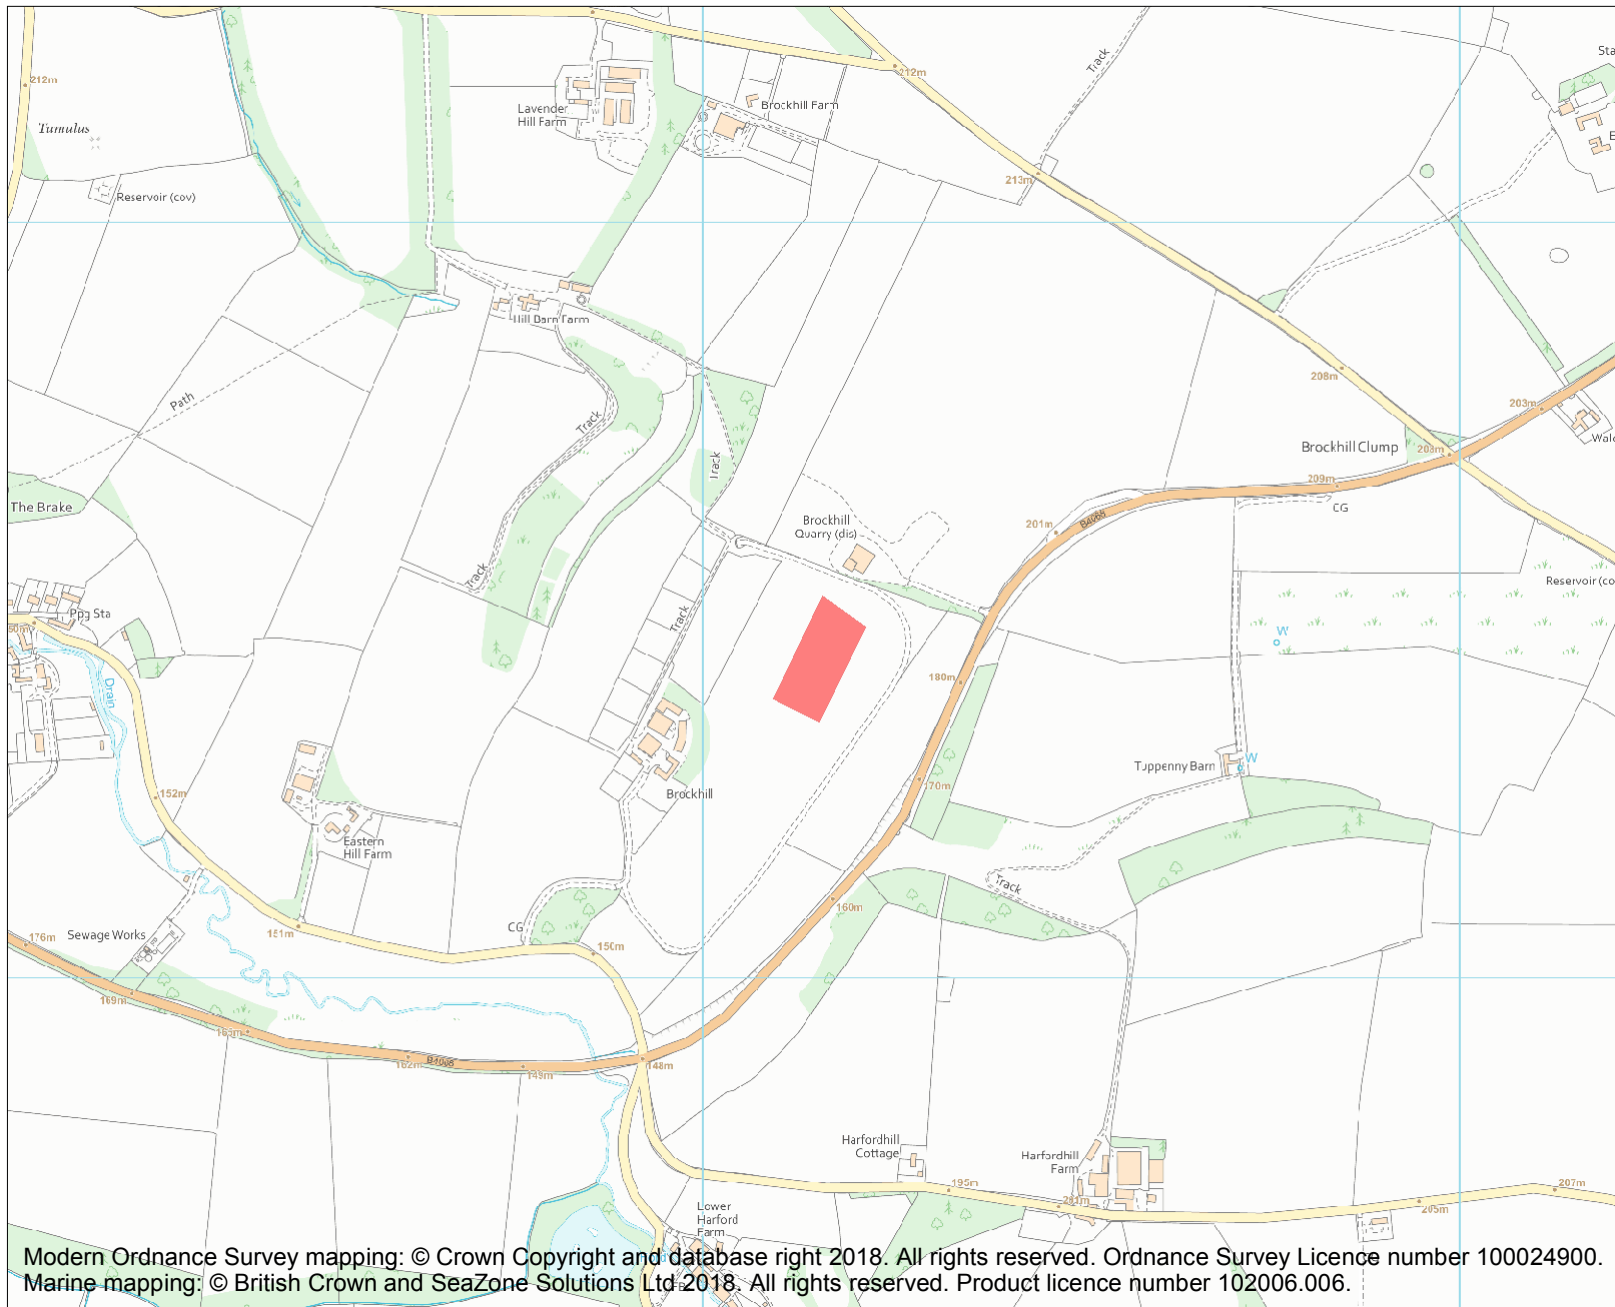 212m
Tumulus
Reservoir (cov)
Lavender
Hill Farm
Brockhill Farm
212m
Track
213m
Sta
Hill Barn Farm
Path
Track
Track
Track
The Brake
Ppg Sta
Drain
Track
Brockhill
Quarry (dis)
201m
B4068
209m
CG
Brockhill Clump
208m
203m
Reservoir (co
W
180m
170m
Tuppenny Barn
W
Brockhill
152m
Eastern
Hill Farm
Track
160m
CG
151m
150m
Sewage Works
176m
169m
162m
B4068
149m
148m
Harfordhill
Cottage
Harfordhill
Farm
195m
201m
205m
207m
Lower
Harford
Farm
Modern Ordnance Survey mapping: © Crown Copyright and database right 2018. All rights reserved. Ordnance Survey Licence number 100024900.
Marine mapping: © British Crown and SeaZone Solutions Ltd 2018. All rights reserved. Product licence number 102006.006.